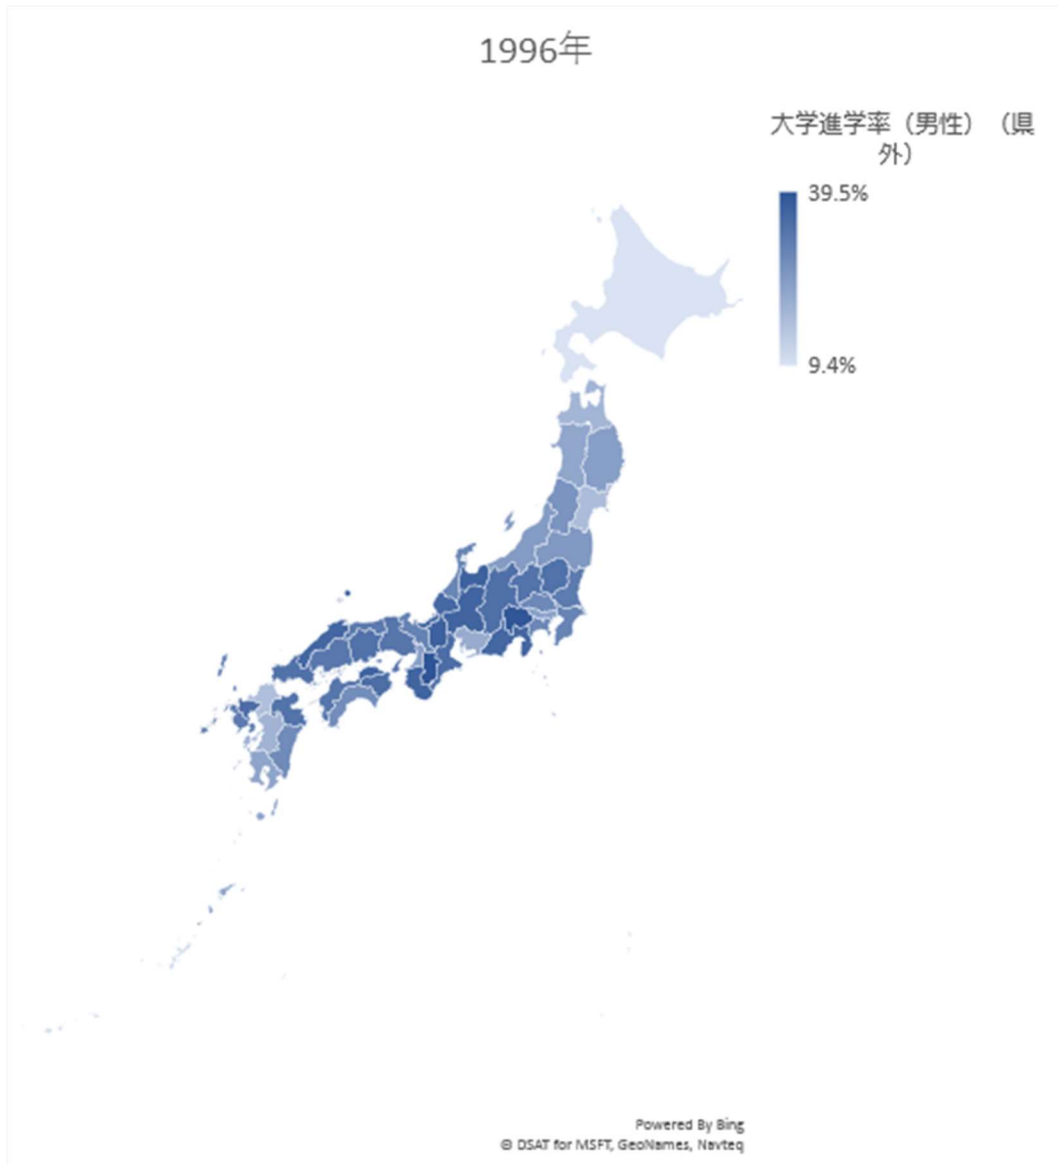 1996年
大学進学率（男性）（県
外）
39.5%
9.4%
Powered By Bing
© DSAT for MSFT, GeoNames, Navteq